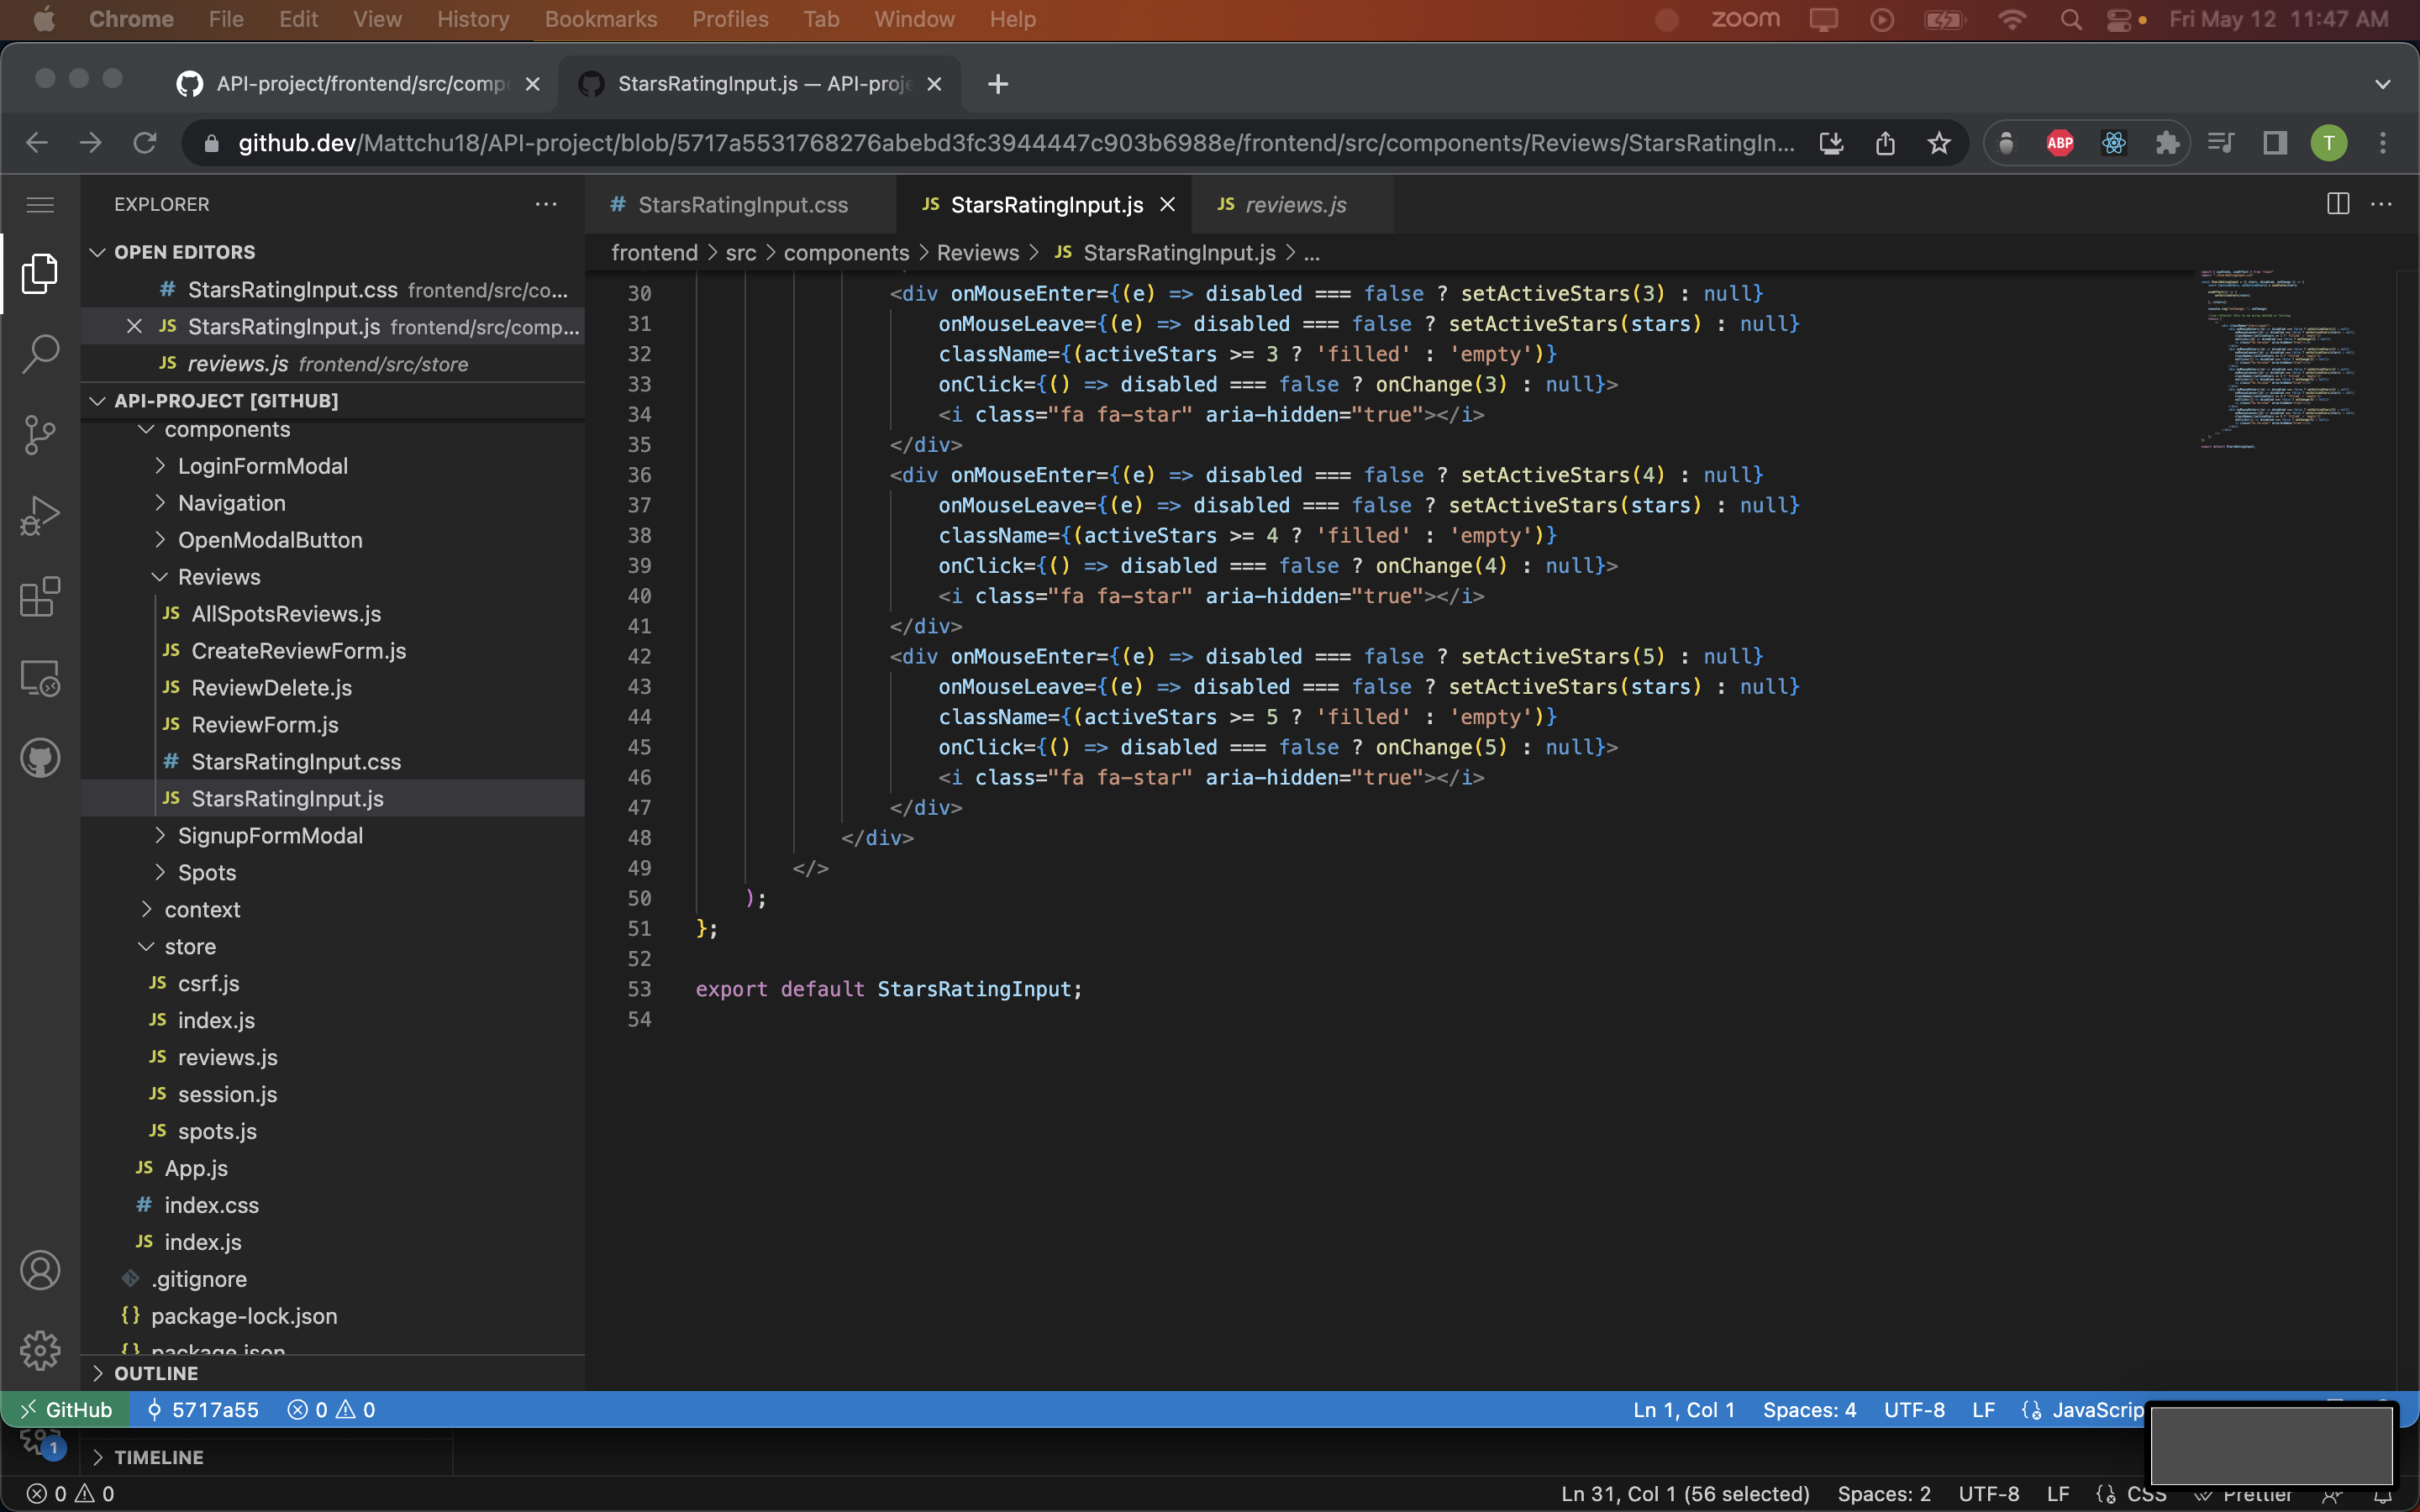 Chrome File Edit View History Bookmarks Profiles Tab Window Help zoom Fri May 12 11:47 AM
API-project/frontend/src/comp StarsRatingInput.js — API-proje
github.dev/Mattchu18/API-project/blob/5717a5531768276abebd3fc3944447c903b6988e/frontend/src/components/Reviews/StarsRatingIn... ABP T
EXPLORER
# StarsRatingInput.css JS StarsRatingInput.js JS reviews.js
OPEN EDITORS
frontend > src > components > Reviews > JS StarsRatingInput.js > ...
# StarsRatingInput.css frontend/src/co...
JS StarsRatingInput.js frontend/src/comp...
JS reviews.js frontend/src/store
API-PROJECT [GITHUB]
components
LoginFormModal
Navigation
OpenModalButton
Reviews
JS AllSpotsReviews.js
JS CreateReviewForm.js
JS ReviewDelete.js
JS ReviewForm.js
# StarsRatingInput.css
JS StarsRatingInput.js
SignupFormModal
Spots
context
store
JS csrf.js
JS index.js
JS reviews.js
JS session.js
JS spots.js
JS App.js
# index.css
JS index.js
.gitignore
{} package-lock.json
{} package.json
OUTLINE
30 <div onMouseEnter={(e) => disabled === false ? setActiveStars(3) : null}
31 onMouseLeave={(e) => disabled === false ? setActiveStars(stars) : null}
32 className={(activeStars >= 3 ? 'filled' : 'empty')}
33 onClick={() => disabled === false ? onChange(3) : null}>
34 <i class="fa fa-star" aria-hidden="true"></i>
35 </div>
36 <div onMouseEnter={(e) => disabled === false ? setActiveStars(4) : null}
37 onMouseLeave={(e) => disabled === false ? setActiveStars(stars) : null}
38 className={(activeStars >= 4 ? 'filled' : 'empty')}
39 onClick={() => disabled === false ? onChange(4) : null}>
40 <i class="fa fa-star" aria-hidden="true"></i>
41 </div>
42 <div onMouseEnter={(e) => disabled === false ? setActiveStars(5) : null}
43 onMouseLeave={(e) => disabled === false ? setActiveStars(stars) : null}
44 className={(activeStars >= 5 ? 'filled' : 'empty')}
45 onClick={() => disabled === false ? onChange(5) : null}>
46 <i class="fa fa-star" aria-hidden="true"></i>
47 </div>
48 </div>
49 </>
50 );
51 };
52
53 export default StarsRatingInput;
54
GitHub 5717a55 0 0 Ln 1, Col 1 Spaces: 4 UTF-8 LF JavaScrip
1 TIMELINE
0 0 Ln 31, Col 1 (56 selected) Spaces: 2 UTF-8 LF CSS Prettier